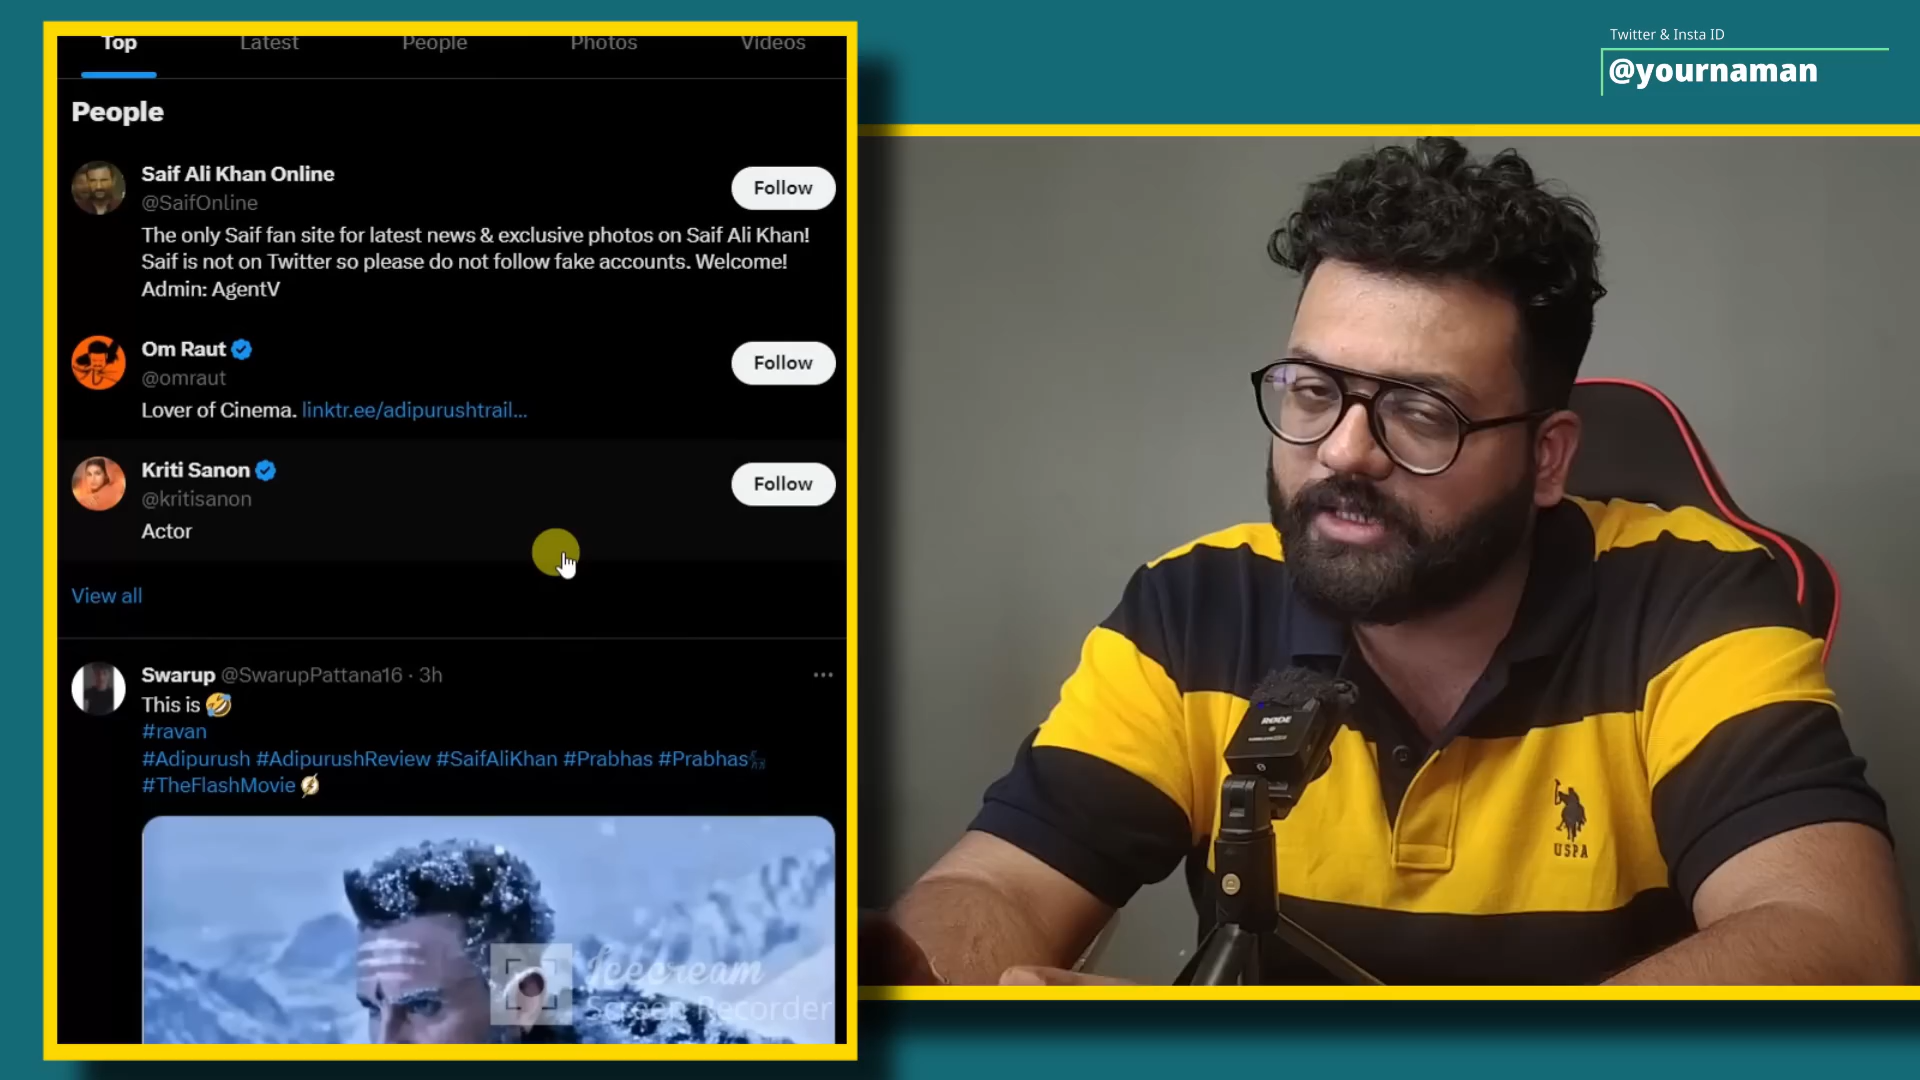 Twitter & Insta ID
@yournaman
Top Latest People Photos Videos
People
Saif Ali Khan Online
@SaifOnline
Follow
The only Saif fan site for latest news & exclusive photos on Saif Ali Khan!
Saif is not on Twitter so please do not follow fake accounts. Welcome!
Admin: AgentV
Om Raut
@omraut
Follow
Lover of Cinema. linktr.ee/adipurushtrail...
Kriti Sanon
@kritisanon
Follow
Actor
View all
Swarup @SwarupPattana16 · 3h
This is 🤣
#ravan
#Adipurush #AdipurushReview #SaifAliKhan #Prabhas #Prabhas
#TheFlashMovie
Icecream
Screen Recorder
RØDE
USPA